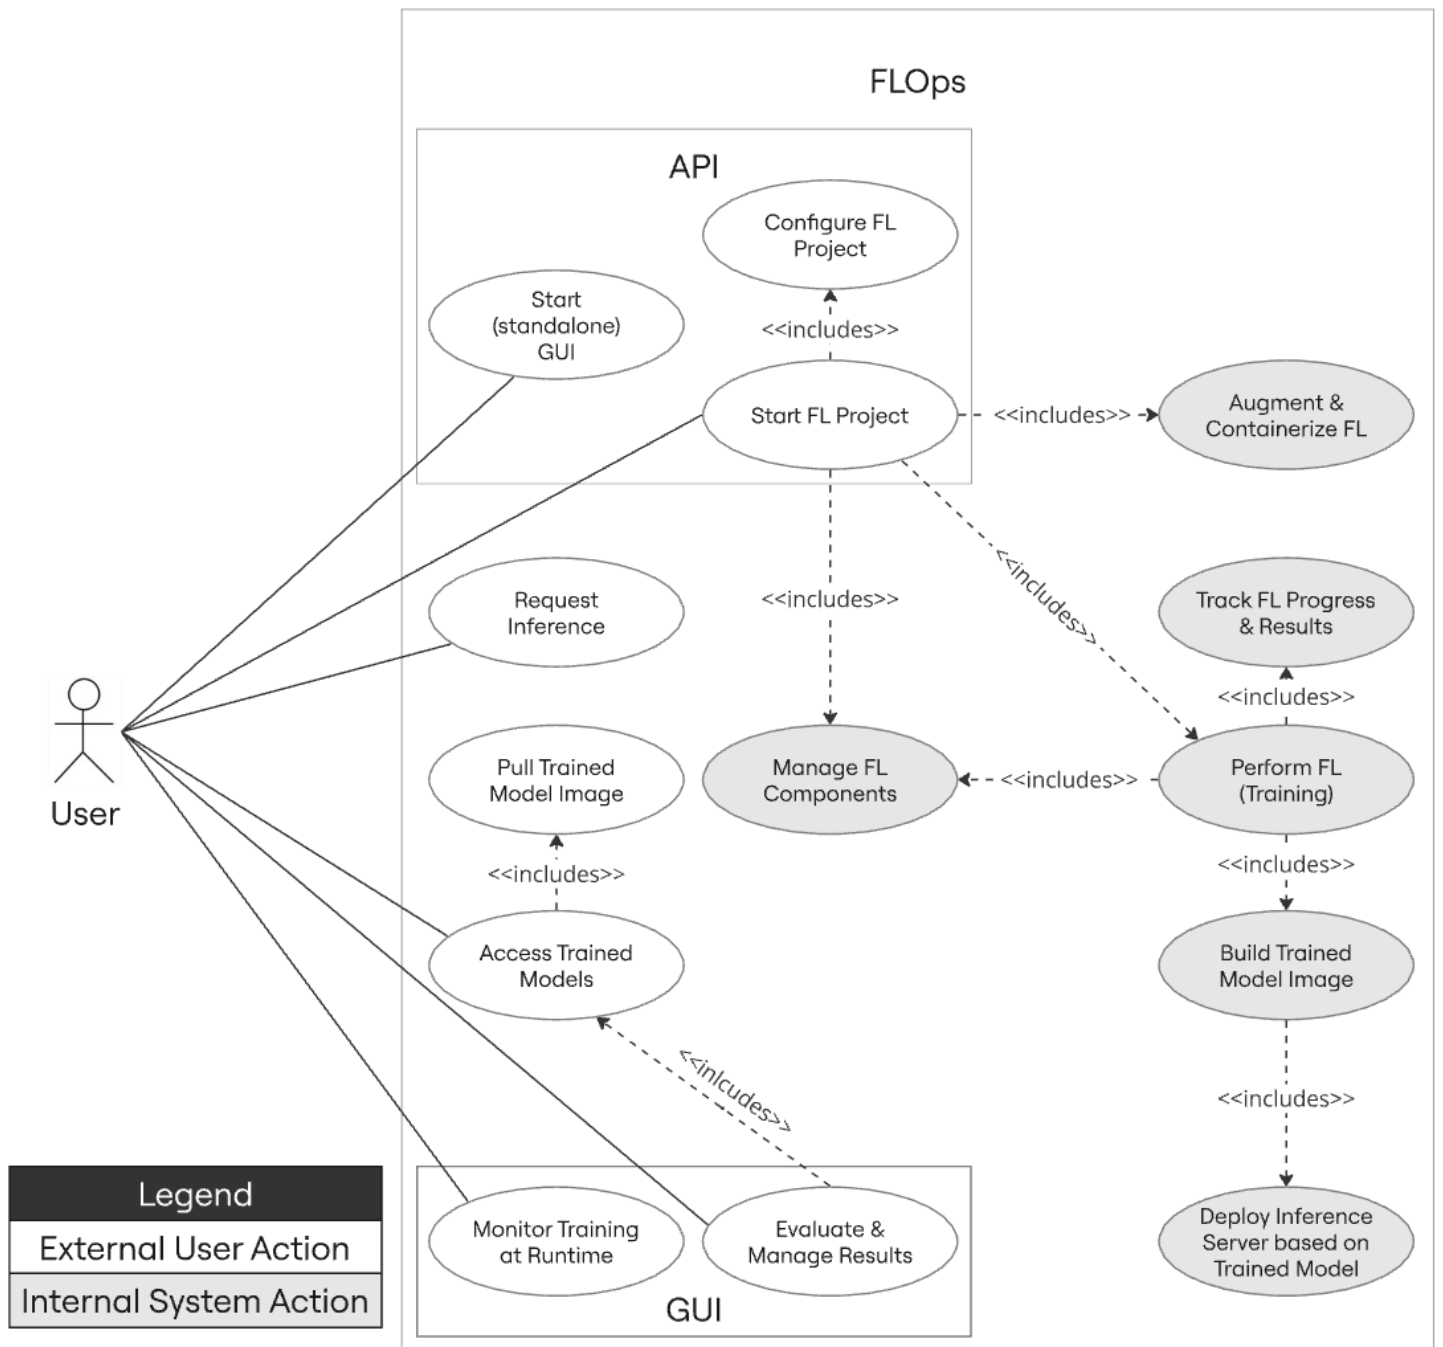 FLOps
API
Configure FL
Project
Start
(standalone)
GUI
<<includes>>
Start FL Project
<<includes>>
Augment &
Containerize FL
Request
Inference
<<includes>>
<<includes>>
Track FL Progress
& Results
<<includes>>
User
Pull Trained
Model Image
Manage FL
Components
<<includes>>
Perform FL
(Training)
<<includes>>
<<includes>>
Access Trained
Models
Build Trained
Model Image
<<inlcudes>>
<<includes>>
Legend
External User Action
Internal System Action
Monitor Training
at Runtime
Evaluate &
Manage Results
GUI
Deploy Inference
Server based on
Trained Model